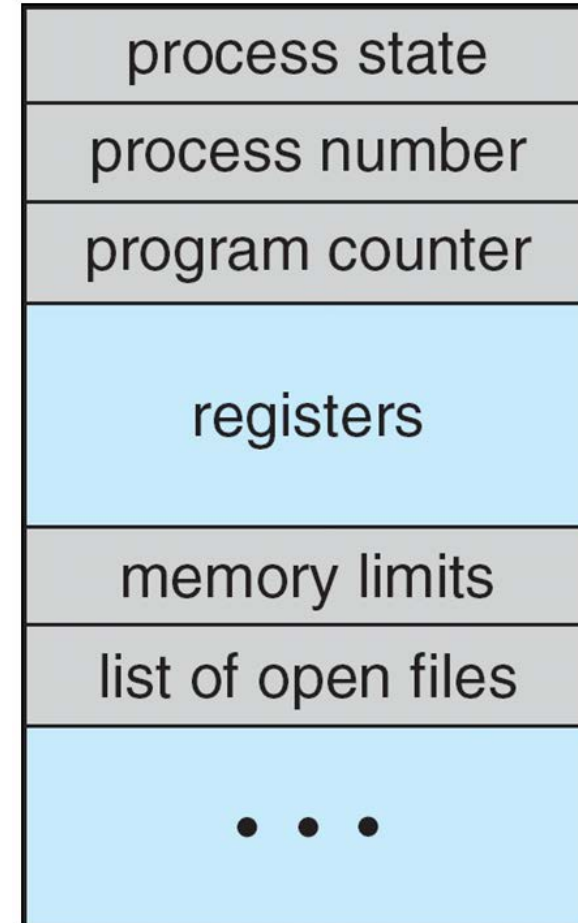 process state
process number
program counter
registers
memory limits
list of open files
• • •